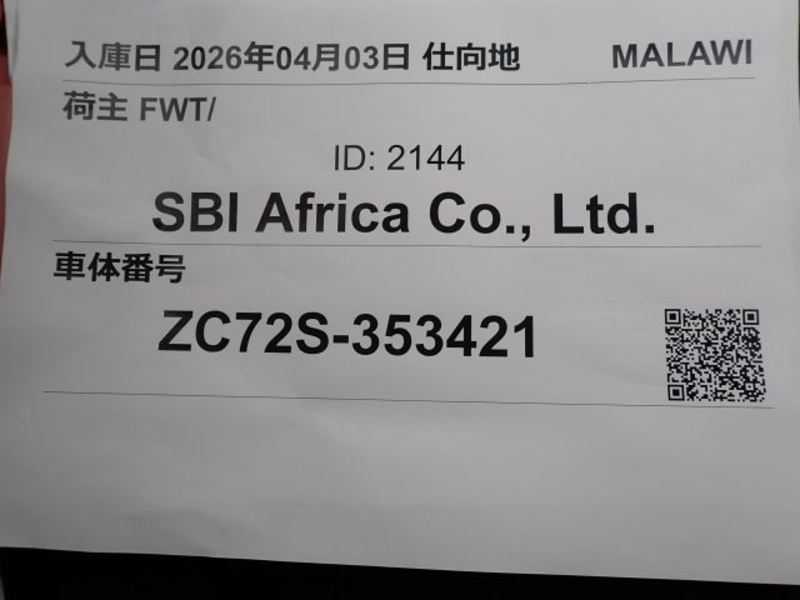 入庫日 2026年04月03日 仕向地 MALAWI
荷主 FWT/
ID: 2144
SBI Africa Co., Ltd.
車体番号
ZC72S-353421